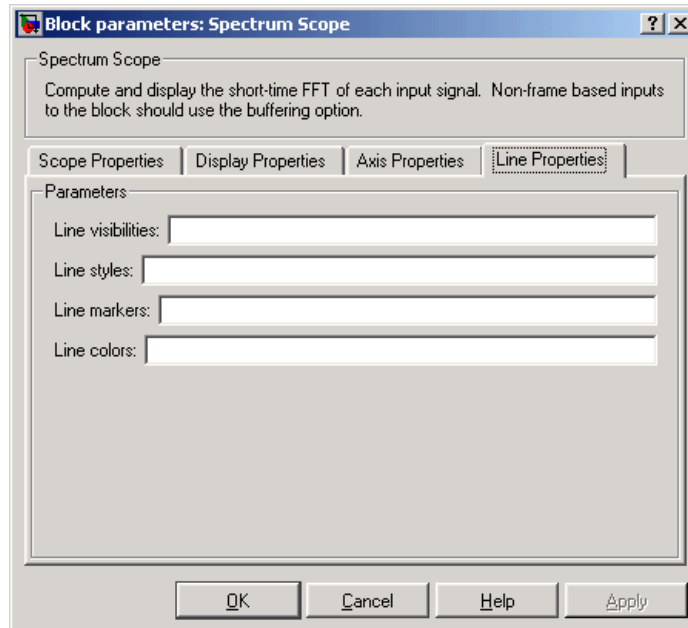 Block parameters: Spectrum Scope
Spectrum Scope
Compute and display the short-time FFT of each input signal.  Non-frame based inputs
to the block should use the buffering option.
Scope Properties
Display Properties
Axis Properties
Line Properties
Parameters
Line visibilities:
Line styles:
Line markers:
Line colors:
OK
Cancel
Help
Apply